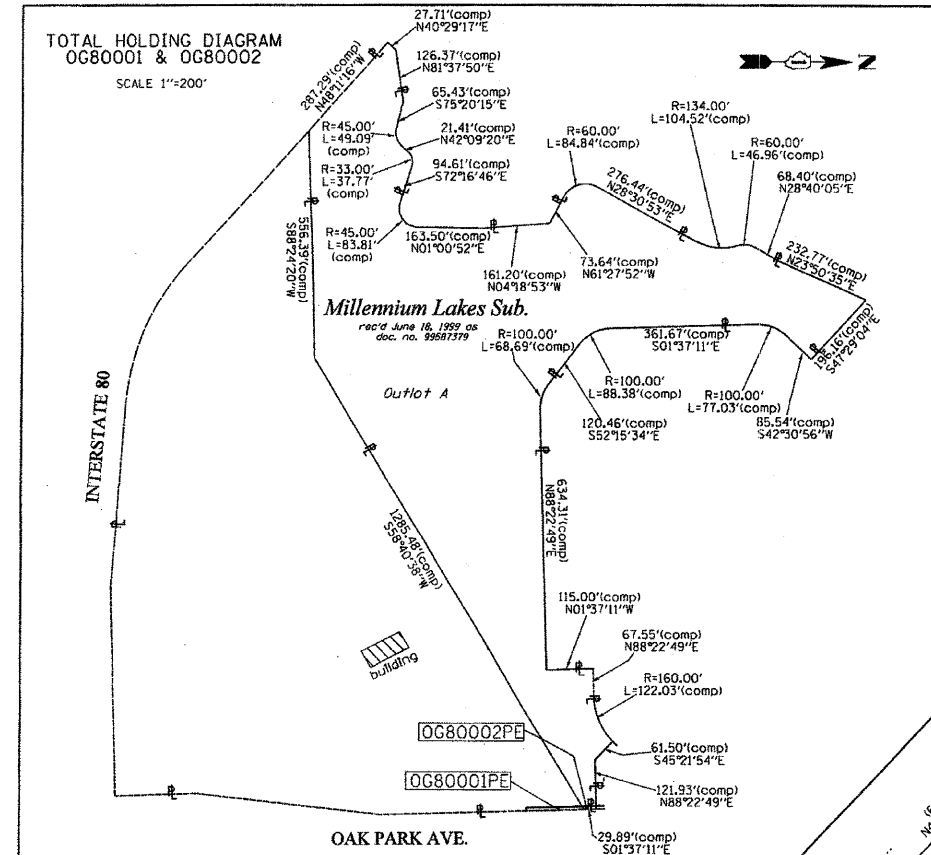 TOTAL HOLDING DIAGRAM
OG80001 & OG80002
SCALE 1"=200'
27.71'(comp)
N40°29'17"E
287.29'(comp)
N48°11'16"W
126.37'(comp)
N81°37'50"E
65.43'(comp)
S75°20'15"E
R=45.00'
L=49.09'
(comp)
21.41'(comp)
N42°09'20"E
R=33.00'
L=37.77'
(comp)
94.61'(comp)
S72°16'46"E
R=45.00'
L=83.81'
(comp)
163.50'(comp)
N01°00'52"E
161.20'(comp)
N04°18'53"W
R=60.00'
L=84.84'(comp)
73.64'(comp)
N61°27'52"W
276.44'(comp)
N28°30'53"E
R=134.00'
L=104.52'(comp)
R=60.00'
L=46.96'(comp)
68.40'(comp)
N28°40'05"E
232.77'(comp)
N23°50'35"E
196.16'(comp)
S47°29'04"E
N
556.39'(comp)
S88°24'20"W
Millennium Lakes Sub.
rec'd June 18, 1999 as
doc. no. 99587379
Outlot A
R=100.00'
L=68.69'(comp)
361.67'(comp)
S01°37'11"E
R=100.00'
L=88.38'(comp)
R=100.00'
L=77.03'(comp)
85.54'(comp)
S42°30'56"W
120.46'(comp)
S52°15'34"E
INTERSTATE 80
634.31'(comp)
N88°22'49"E
1285.48'(comp)
S58°40'38"W
115.00'(comp)
N01°37'11"W
67.55'(comp)
N88°22'49"E
R=160.00'
L=122.03'(comp)
building
OG80002PE
61.50'(comp)
S45°21'54"E
OG80001PE
121.93'(comp)
N88°22'49"E
OAK PARK AVE.
29.89'(comp)
S01°37'11"E